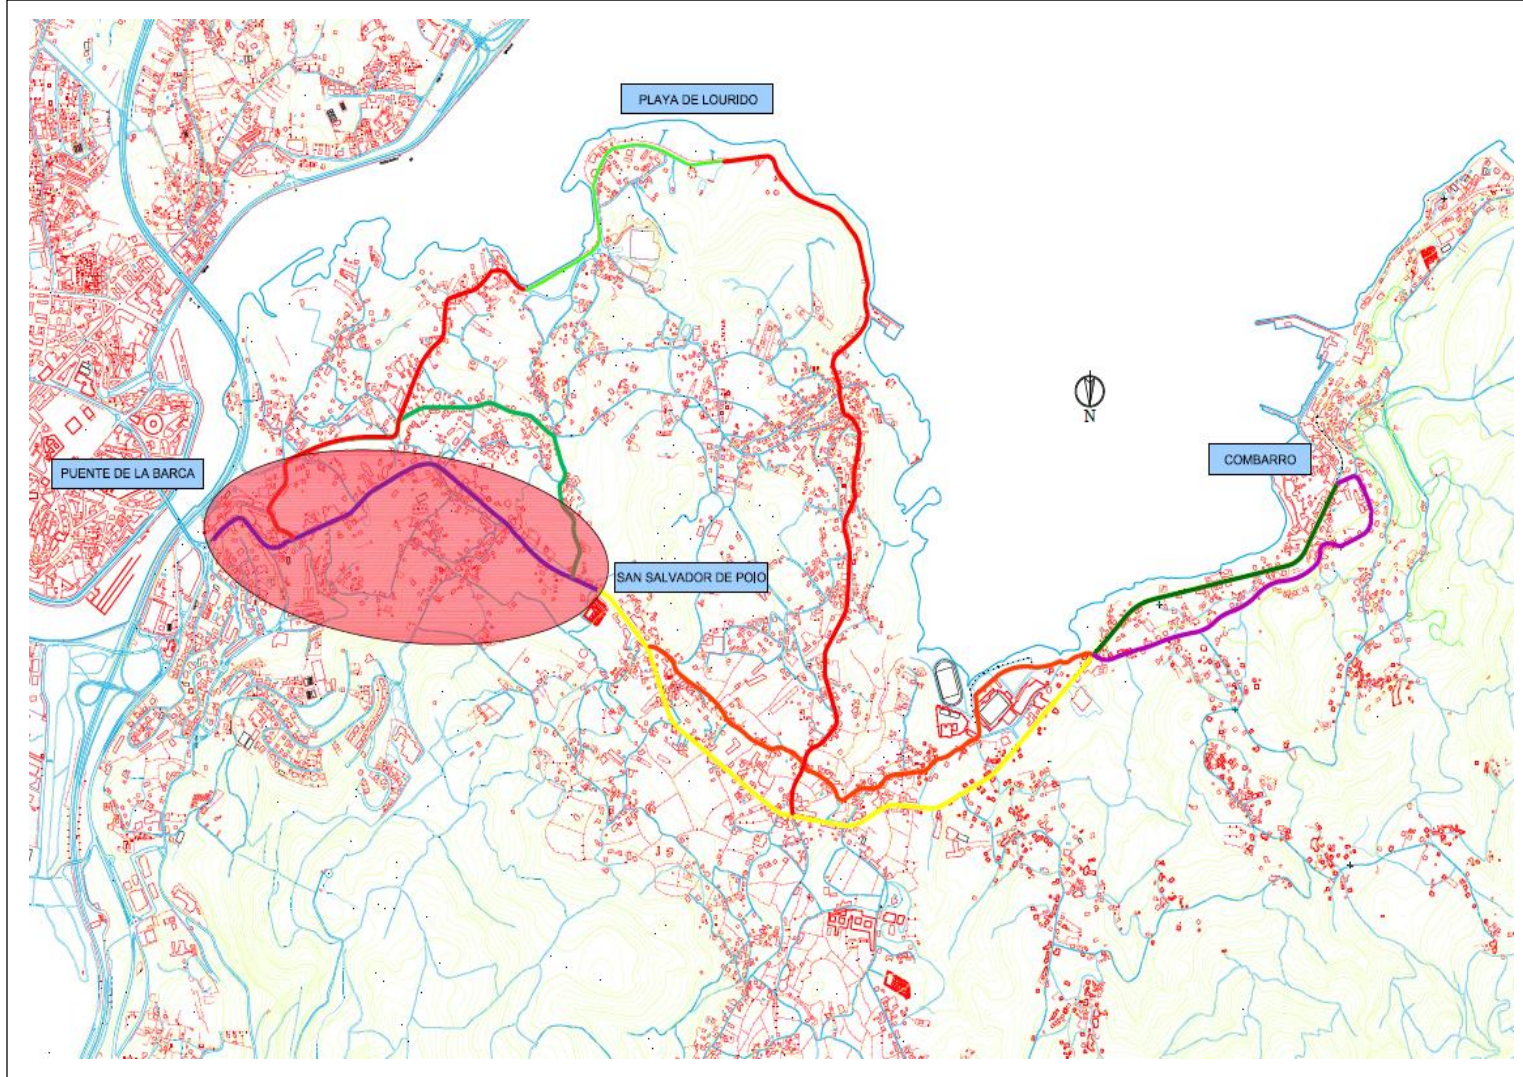 PLAYA DE LOURIDO
N
COMBARRO
PUENTE DE LA BARCA
SAN SALVADOR DE POIO